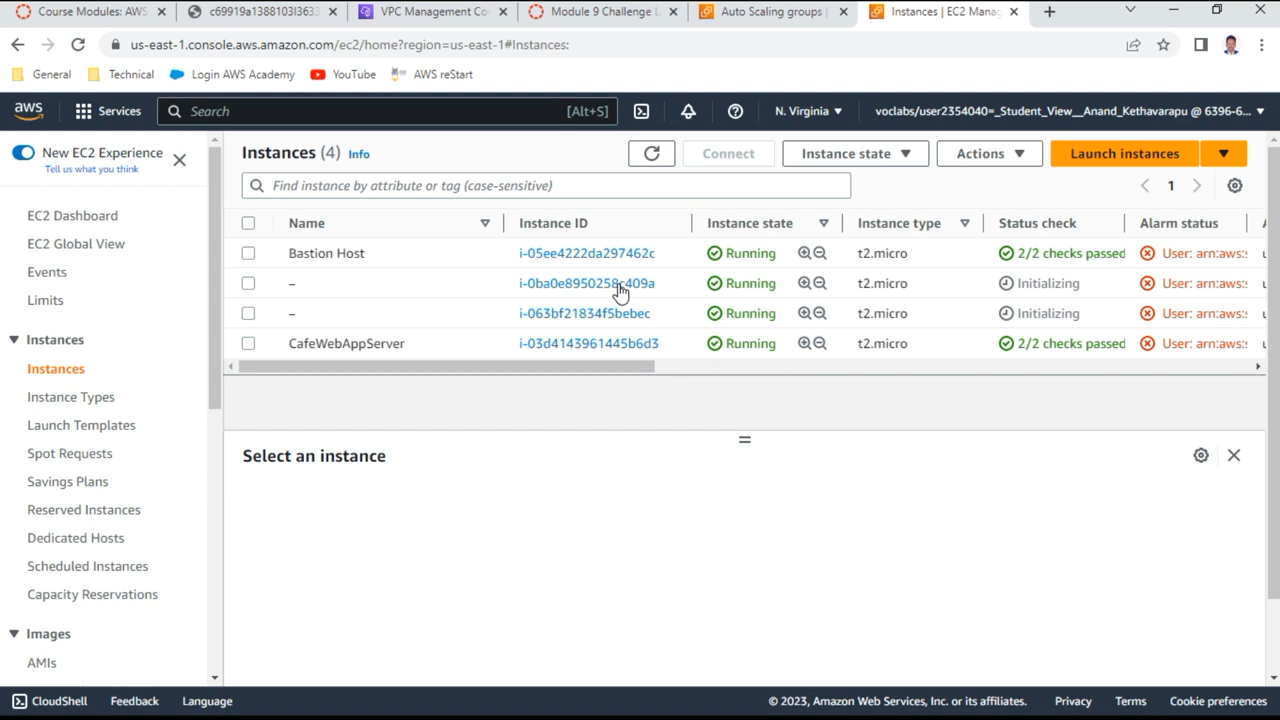 Course Modules: AWS
c69919a1388103l3633
VPC Management Co
Module 9 Challenge L
Auto Scaling groups |
Instances | EC2 Manag
us-east-1.console.aws.amazon.com/ec2/home?region=us-east-1#Instances:
General
Technical
Login AWS Academy
YouTube
AWS reStart
aws
Services
Search
[Alt+S]
N. Virginia
voclabs/user2354040=_Student_View__Anand_Kethavarapu @ 6396-6...
New EC2 Experience
Tell us what you think
EC2 Dashboard
EC2 Global View
Events
Limits
Instances
Instances
Instance Types
Launch Templates
Spot Requests
Savings Plans
Reserved Instances
Dedicated Hosts
Scheduled Instances
Capacity Reservations
Images
AMIs
Instances (4) Info
Connect
Instance state
Actions
Launch instances
Find instance by attribute or tag (case-sensitive)
1
Name Instance ID Instance state Instance type Status check Alarm status
Bastion Host i-05ee4222da297462c Running t2.micro 2/2 checks passed User: arn:aws:
– i-0ba0e8950258c409a Running t2.micro Initializing User: arn:aws:
– i-063bf21834f5bebec Running t2.micro Initializing User: arn:aws:
CafeWebAppServer i-03d4143961445b6d3 Running t2.micro 2/2 checks passed User: arn:aws:
Select an instance
CloudShell
Feedback
Language
© 2023, Amazon Web Services, Inc. or its affiliates.
Privacy
Terms
Cookie preferences